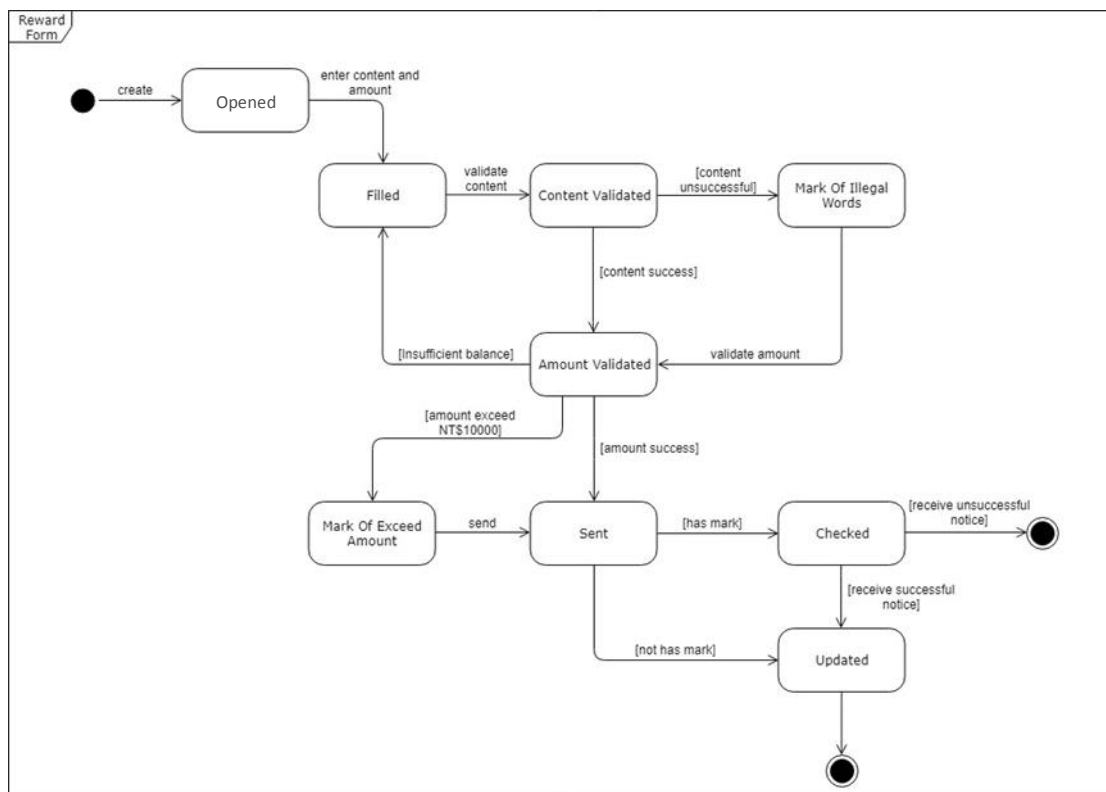 Reward
Form
create
Opened
enter content and
amount
Filled
validate
content
Content Validated
[content
unsuccessful]
Mark Of Illegal
Words
[content success]
[Insufficient balance]
Amount Validated
validate amount
[amount exceed
NT$10000]
[amount success]
Mark Of Exceed
Amount
send
Sent
[has mark]
Checked
[receive unsuccessful
notice]
[receive successful
notice]
[not has mark]
Updated